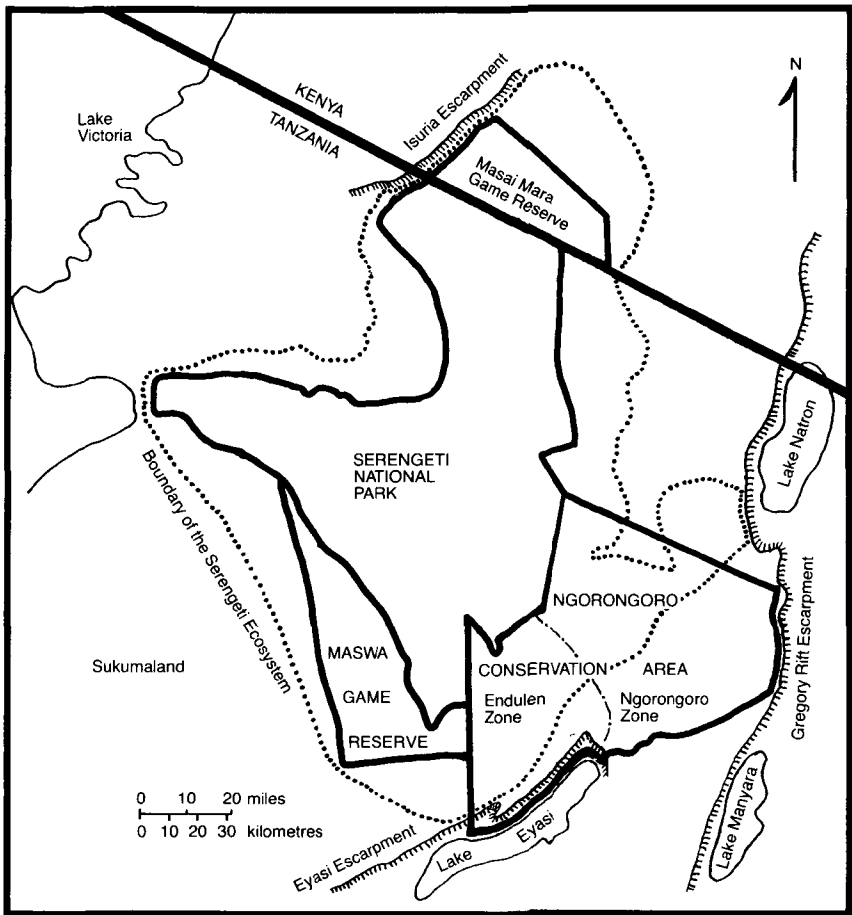 N
KENYA
TANZANIA
Isuria Escarpment
Lake
Victoria
Masai Mara
Game Reserve
Lake Natron
SERENGETI
NATIONAL
PARK
Boundary of the Serengeti Ecosystem
NGORONGORO
CONSERVATION AREA
MASWA
GAME
RESERVE
Endulen
Zone
Ngorongoro
Zone
Gregory Rift Escarpment
Sukumaland
0 10 20 miles
0 10 20 30 kilometres
Eyasi Escarpment
Lake Eyasi
Lake Manyara